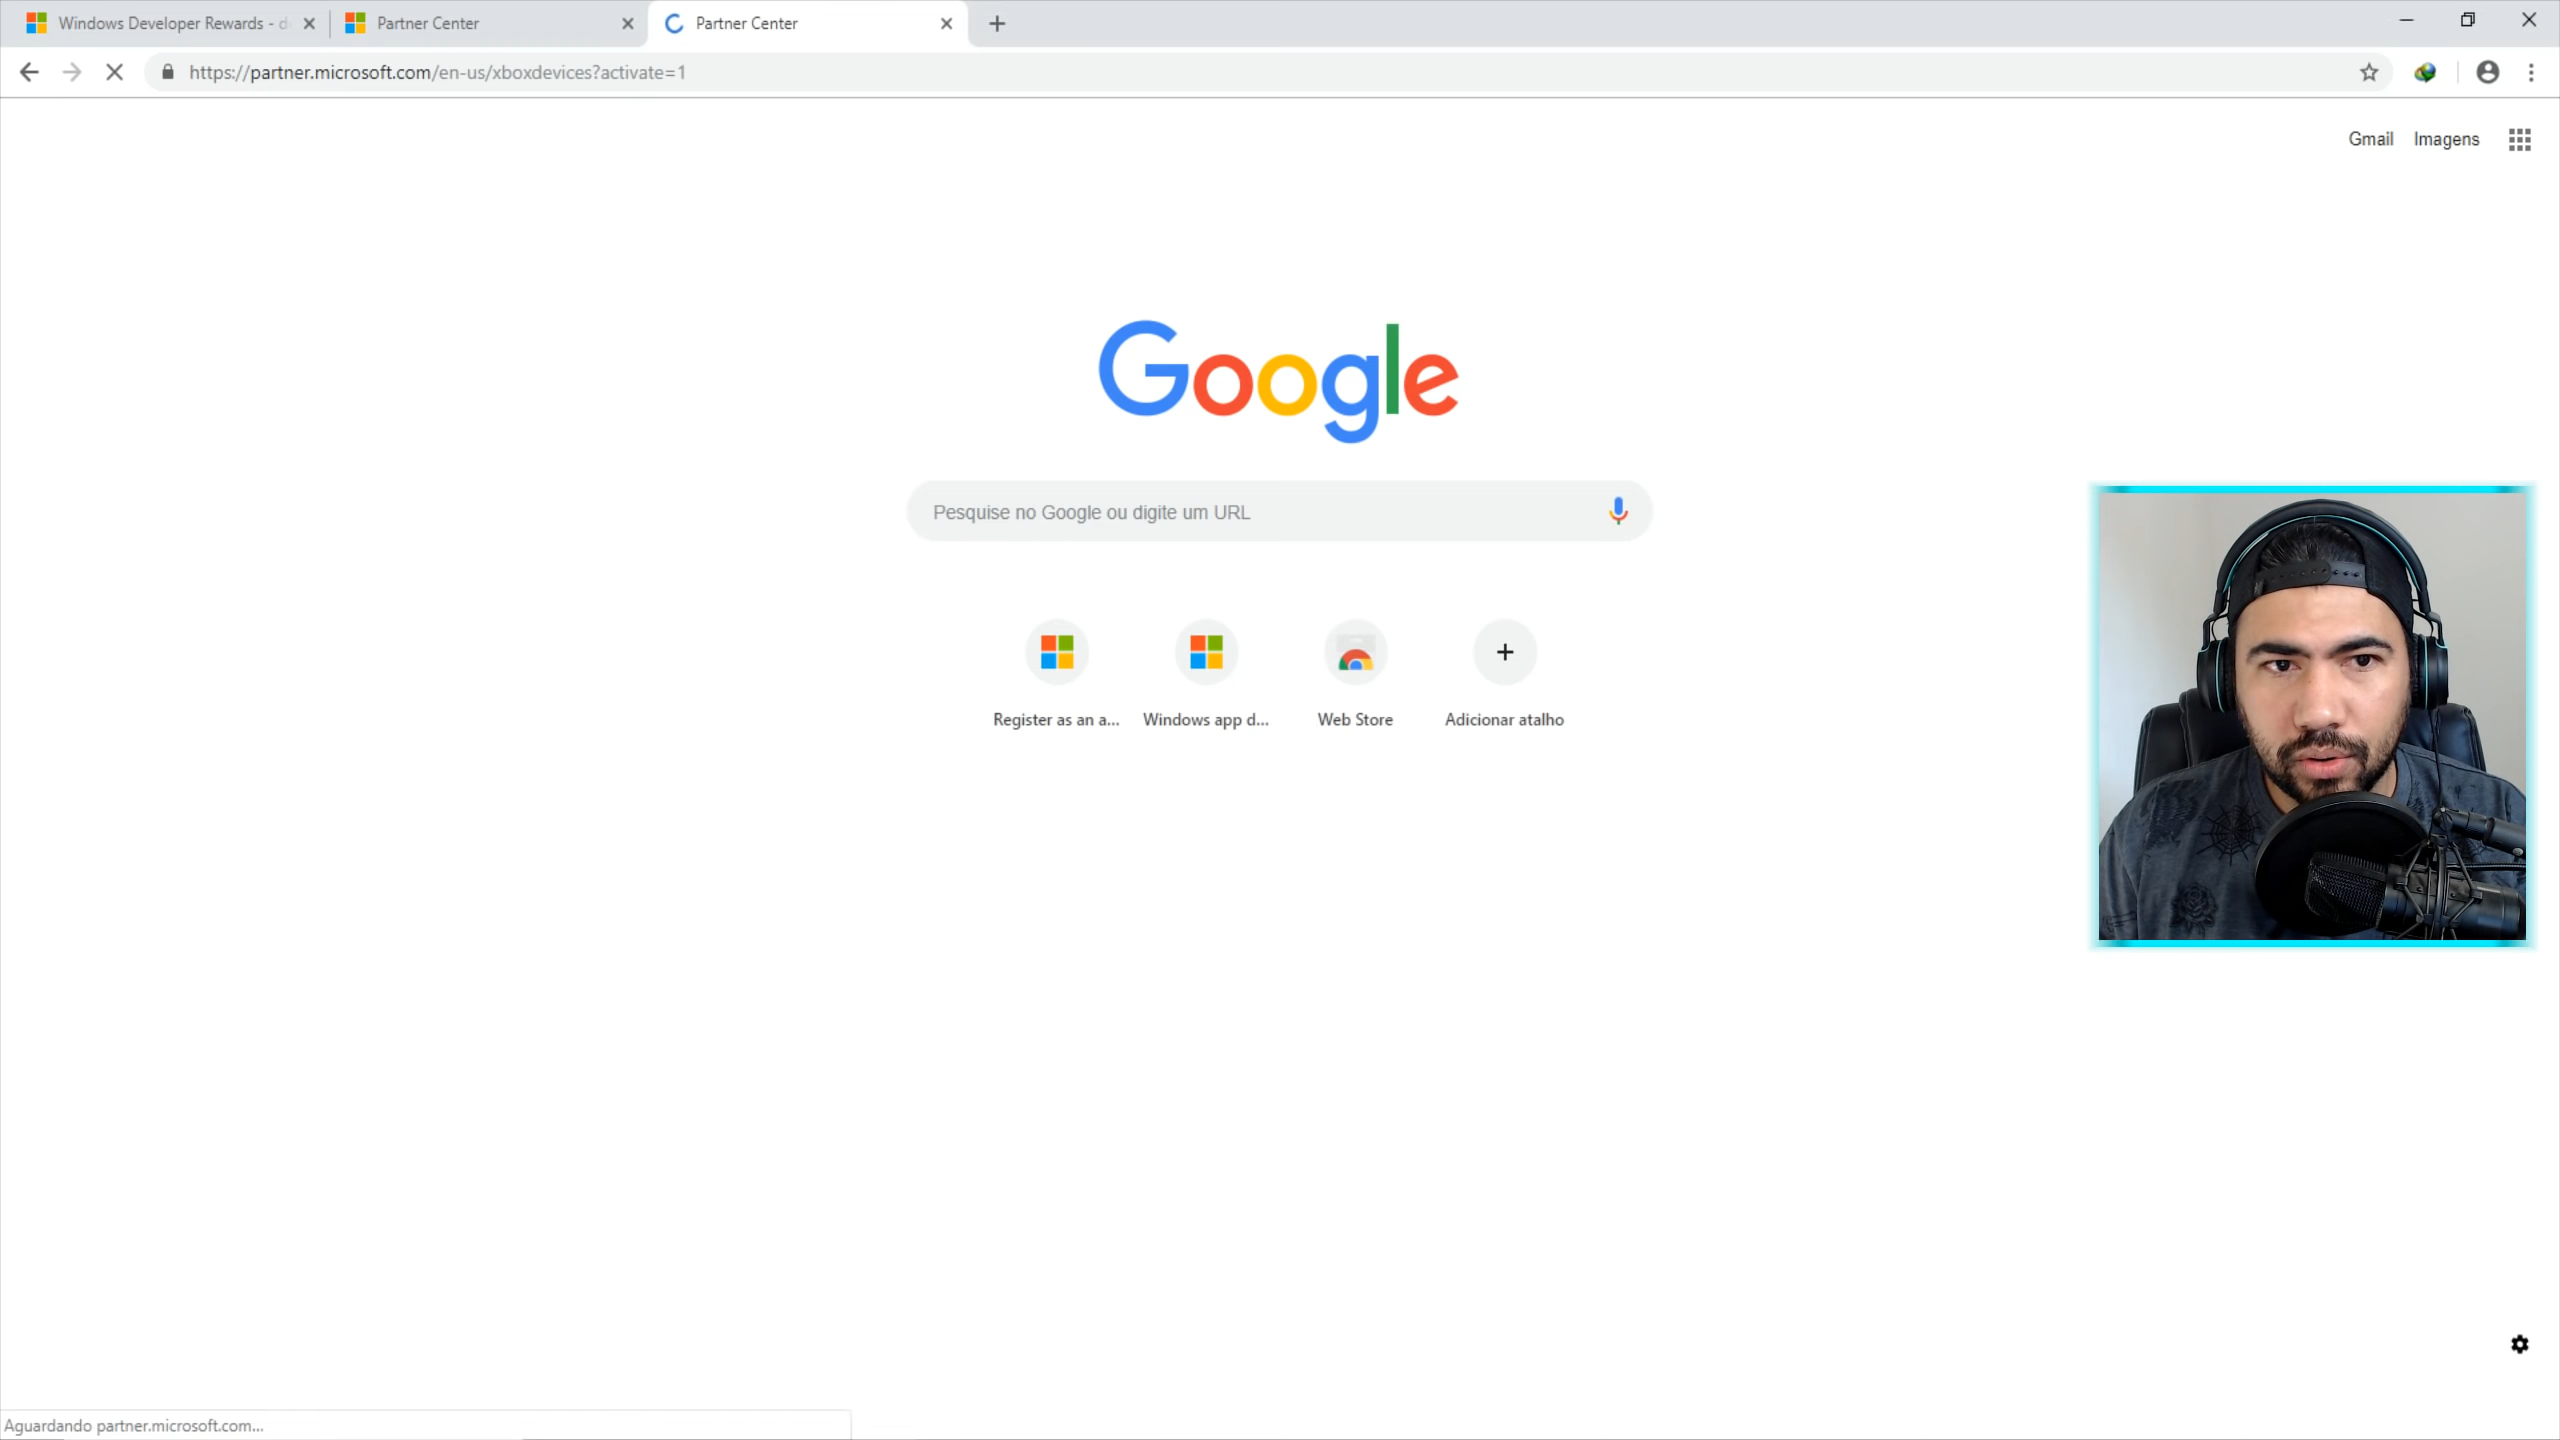 Windows Developer Rewards - d
Partner Center
Partner Center
https://partner.microsoft.com/en-us/xboxdevices?activate=1
Gmail
Imagens
Google
Pesquise no Google ou digite um URL
Register as an a...
Windows app d...
Web Store
Adicionar atalho
Aguardando partner.microsoft.com...